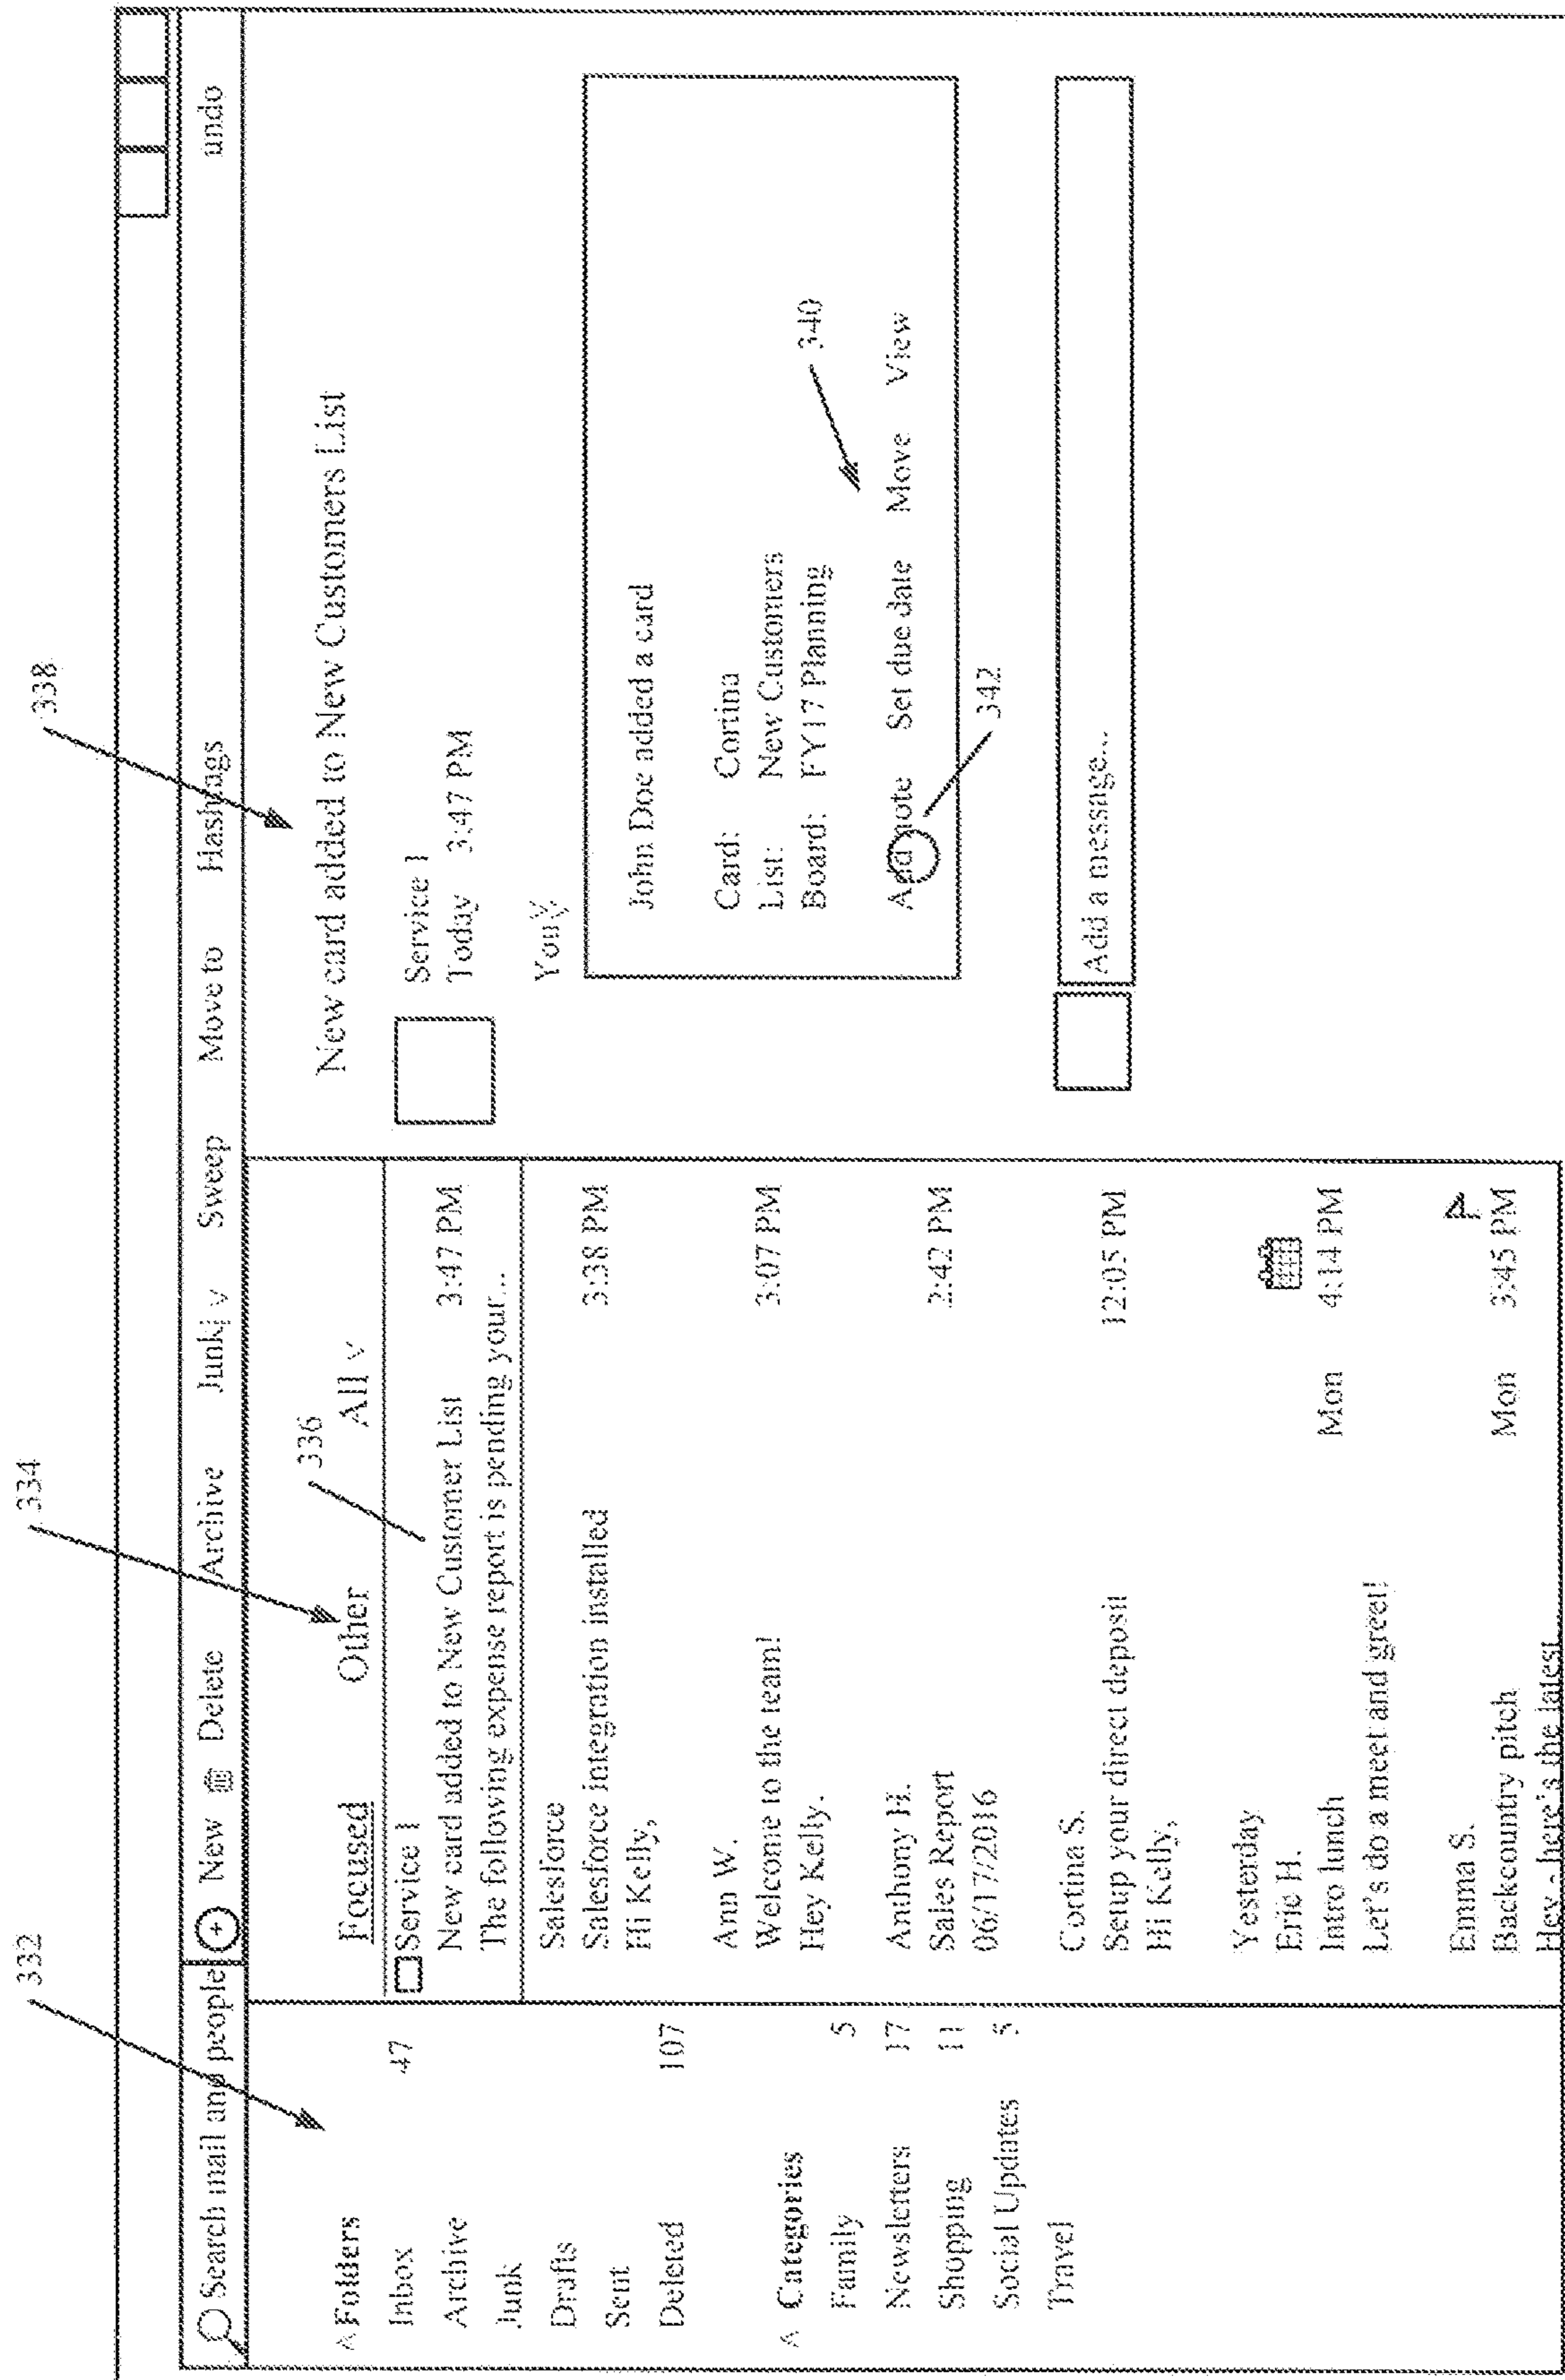 332
334
338
Search mail and people
+ New Delete Archive Junk v Sweep Move to Hashtags undo
^ Folders
Inbox 47
Archive
Junk
Drafts
Sent
Deleted 107
^ Categories
Family 5
Newsletters 17
Shopping 11
Social Updates 5
Travel
Focused Other All v
336
Service 1
New card added to New Customer List 3:47 PM
The following expense report is pending your...
Salesforce
Salesforce integration installed 3:38 PM
Hi Kelly,
Ann W.
Welcome to the team! 3:07 PM
Hey Kelly.
Anthony H.
Sales Report 2:42 PM
06/17/2016
Cortina S.
Setup your direct deposit 12:05 PM
Hi Kelly,
Yesterday
Eric H.
Intro lunch Mon 4:14 PM
Let's do a meet and greet!
Emma S.
Backcountry pitch Mon 3:45 PM
Hey - here's the latest
New card added to New Customers List
Service 1
Today 3:47 PM
You v
John Doe added a card
Card: Cortina
List: New Customers
Board: FY17 Planning
340
Add note Set due date Move View
342
Add a message...